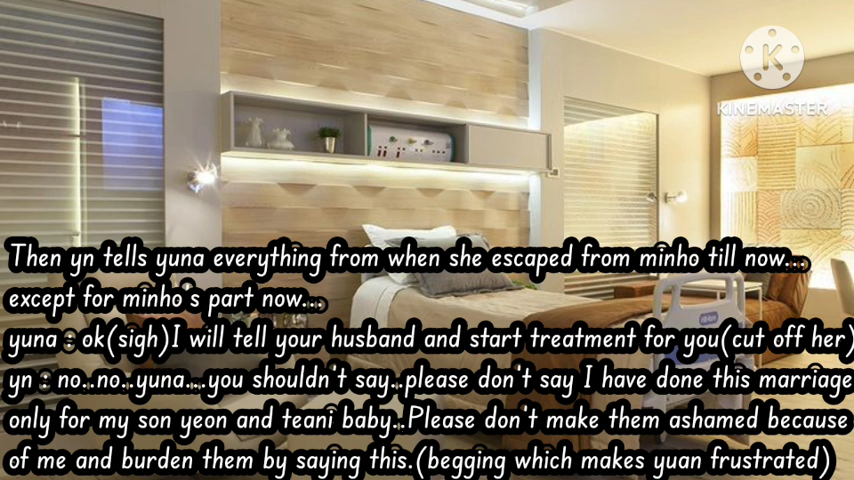 KINEMASTER
Then yn tells yuna everything from when she escaped from minho till now...
except for minho's part now...
yuna : ok(sigh)I will tell your husband and start treatment for you(cut off her)
yn : no..no..yuna...you shouldn't say..please don't say I have done this marriage
only for my son yeon and teani baby..Please don't make them ashamed because
of me and burden them by saying this.(begging which makes yuan frustrated)